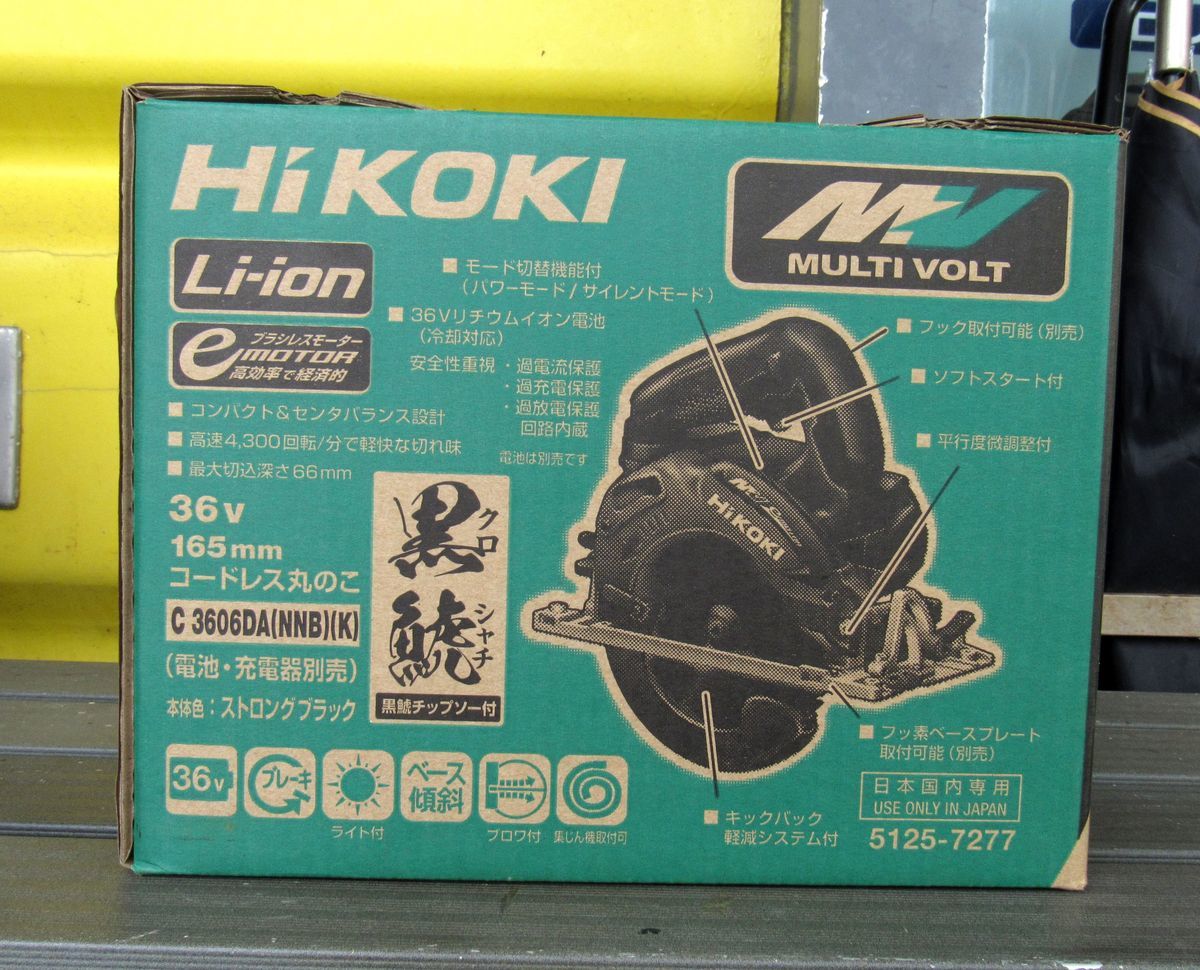 HiKOKI
MV
MULTI VOLT
Li-ion
ブラシレスモーター
eMOTOR
高効率で経済的
■ モード切替機能付
(パワーモード/サイレントモード)
■ 36Vリチウムイオン電池
(冷却対応)
安全性重視 ・過電流保護
・過充電保護
・過放電保護
回路内蔵
電池は別売です
■ コンパクト&センタバランス設計
■ 高速4,300回転/分で軽快な切れ味
■ 最大切込深さ66mm
36v
165mm
コードレス丸のこ
C 3606DA(NNB)(K)
(電池・充電器別売)
本体色:ストロングブラック
黒鯱
クロ
シャチ
黒鯱チップソー付
■ フック取付可能(別売)
■ ソフトスタート付
■ 平行度微調整付
HiKOKI
■ フッ素ベースプレート
取付可能(別売)
■ キックバック
軽減システム付
36v
ブレーキ
ライト付
ベース
傾斜
ブロワ付
集じん機取付可
日本国内専用
USE ONLY IN JAPAN
5125-7277